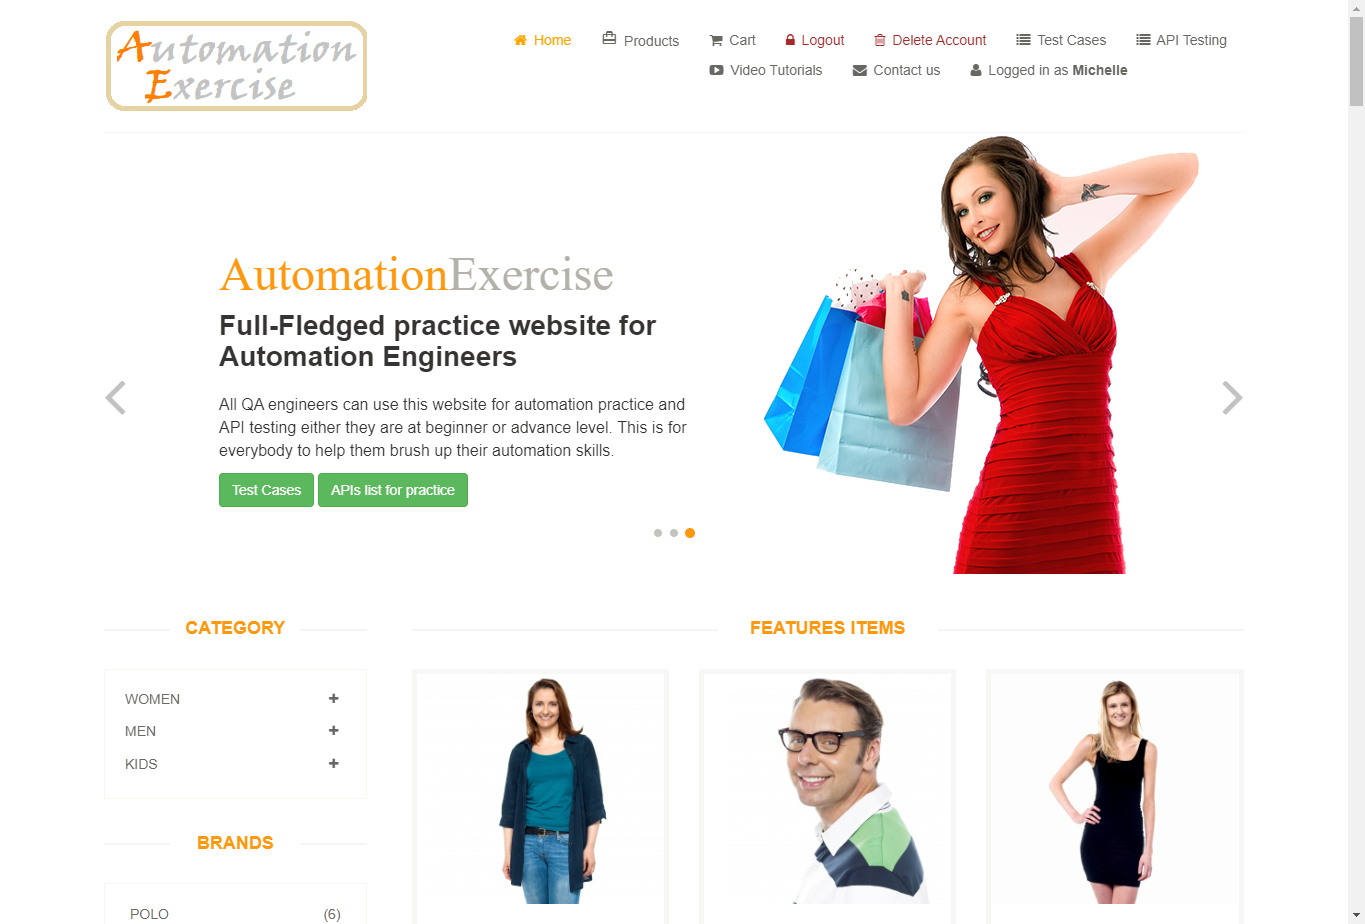 Automation
Exercise
Home
Products
Cart
Logout
Delete Account
Test Cases
API Testing
Video Tutorials
Contact us
Logged in as Michelle
AutomationExercise
Full-Fledged practice website for
Automation Engineers
All QA engineers can use this website for automation practice and
API testing either they are at beginner or advance level. This is for
everybody to help them brush up their automation skills.
Test Cases
APIs list for practice
CATEGORY
WOMEN
MEN
KIDS
BRANDS
POLO (6)
FEATURES ITEMS